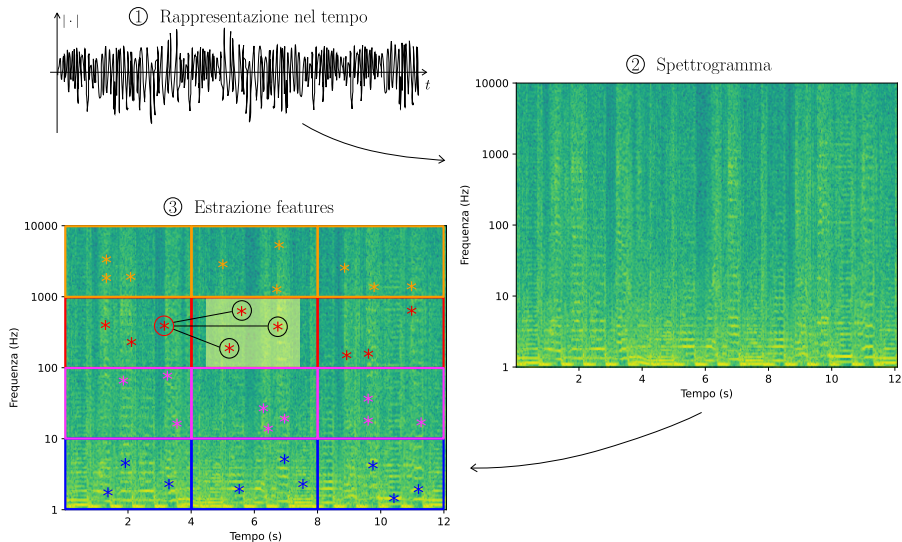 ① Rappresentazione nel tempo
| · |
t
② Spettrogramma
10000
1000
100
10
1
Frequenza (Hz)
2 4 6 8 10 12
Tempo (s)
③ Estrazione features
10000
1000
100
10
1
Frequenza (Hz)
2 4 6 8 10 12
Tempo (s)